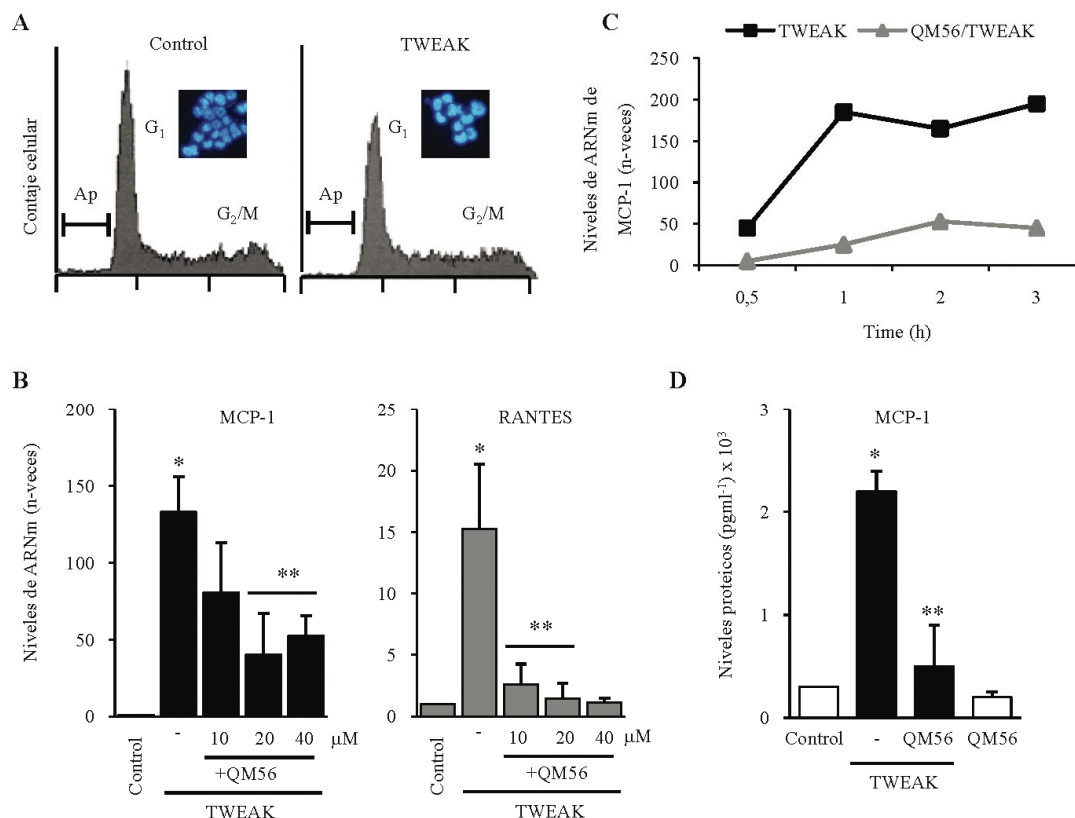 A
Control
TWEAK
Contaje celular
G1
Ap
G2/M
G1
Ap
G2/M
C
TWEAK
QM56/TWEAK
Niveles de ARNm de
MCP-1 (n-veces)
250
200
150
100
50
0
0,5
1
2
3
Time (h)
B
MCP-1
Niveles de ARNm (n-veces)
200
150
100
50
0
*
**
Control
-
10
20
40
μM
+QM56
TWEAK
RANTES
25
20
15
10
5
0
*
**
Control
-
10
20
40
μM
+QM56
TWEAK
D
MCP-1
Niveles proteicos (pgml⁻¹) x 10³
3
2
1
0
*
**
Control
-
QM56
QM56
TWEAK